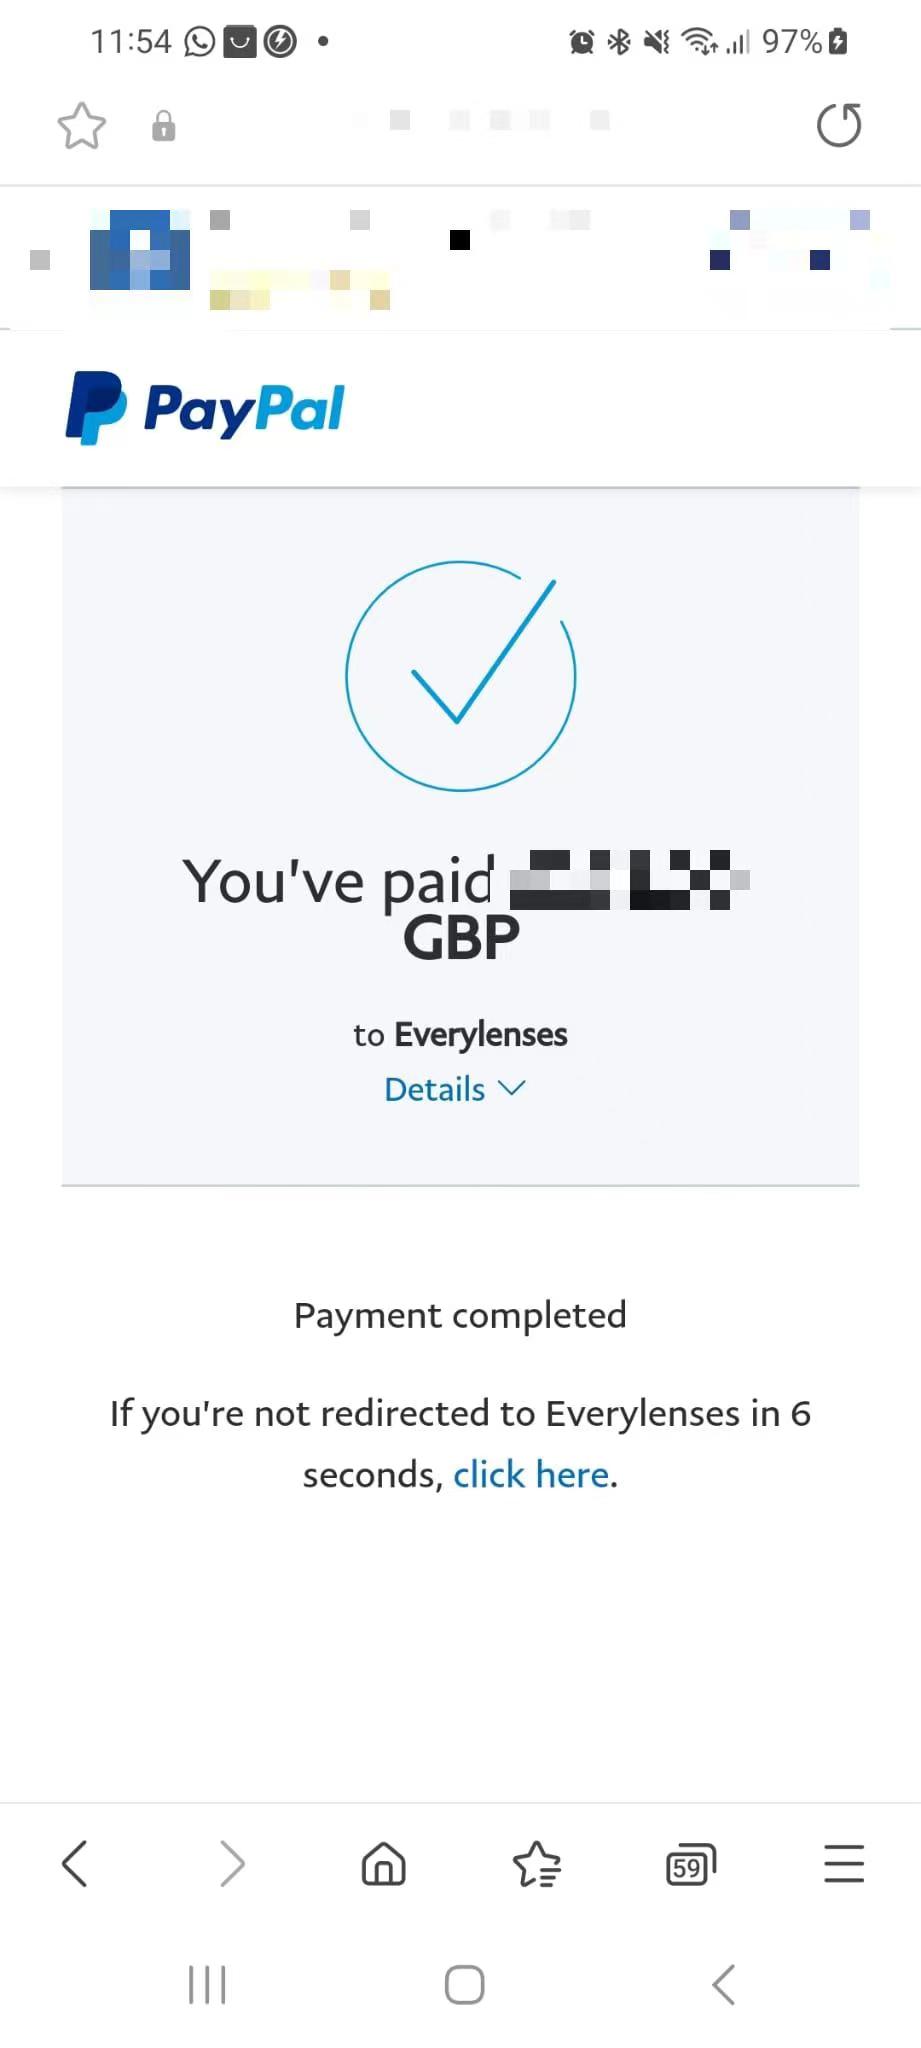 11:54
97%
PayPal
You've paid
GBP
to Everylenses
Details
Payment completed
If you're not redirected to Everylenses in 6
seconds, click here.
59